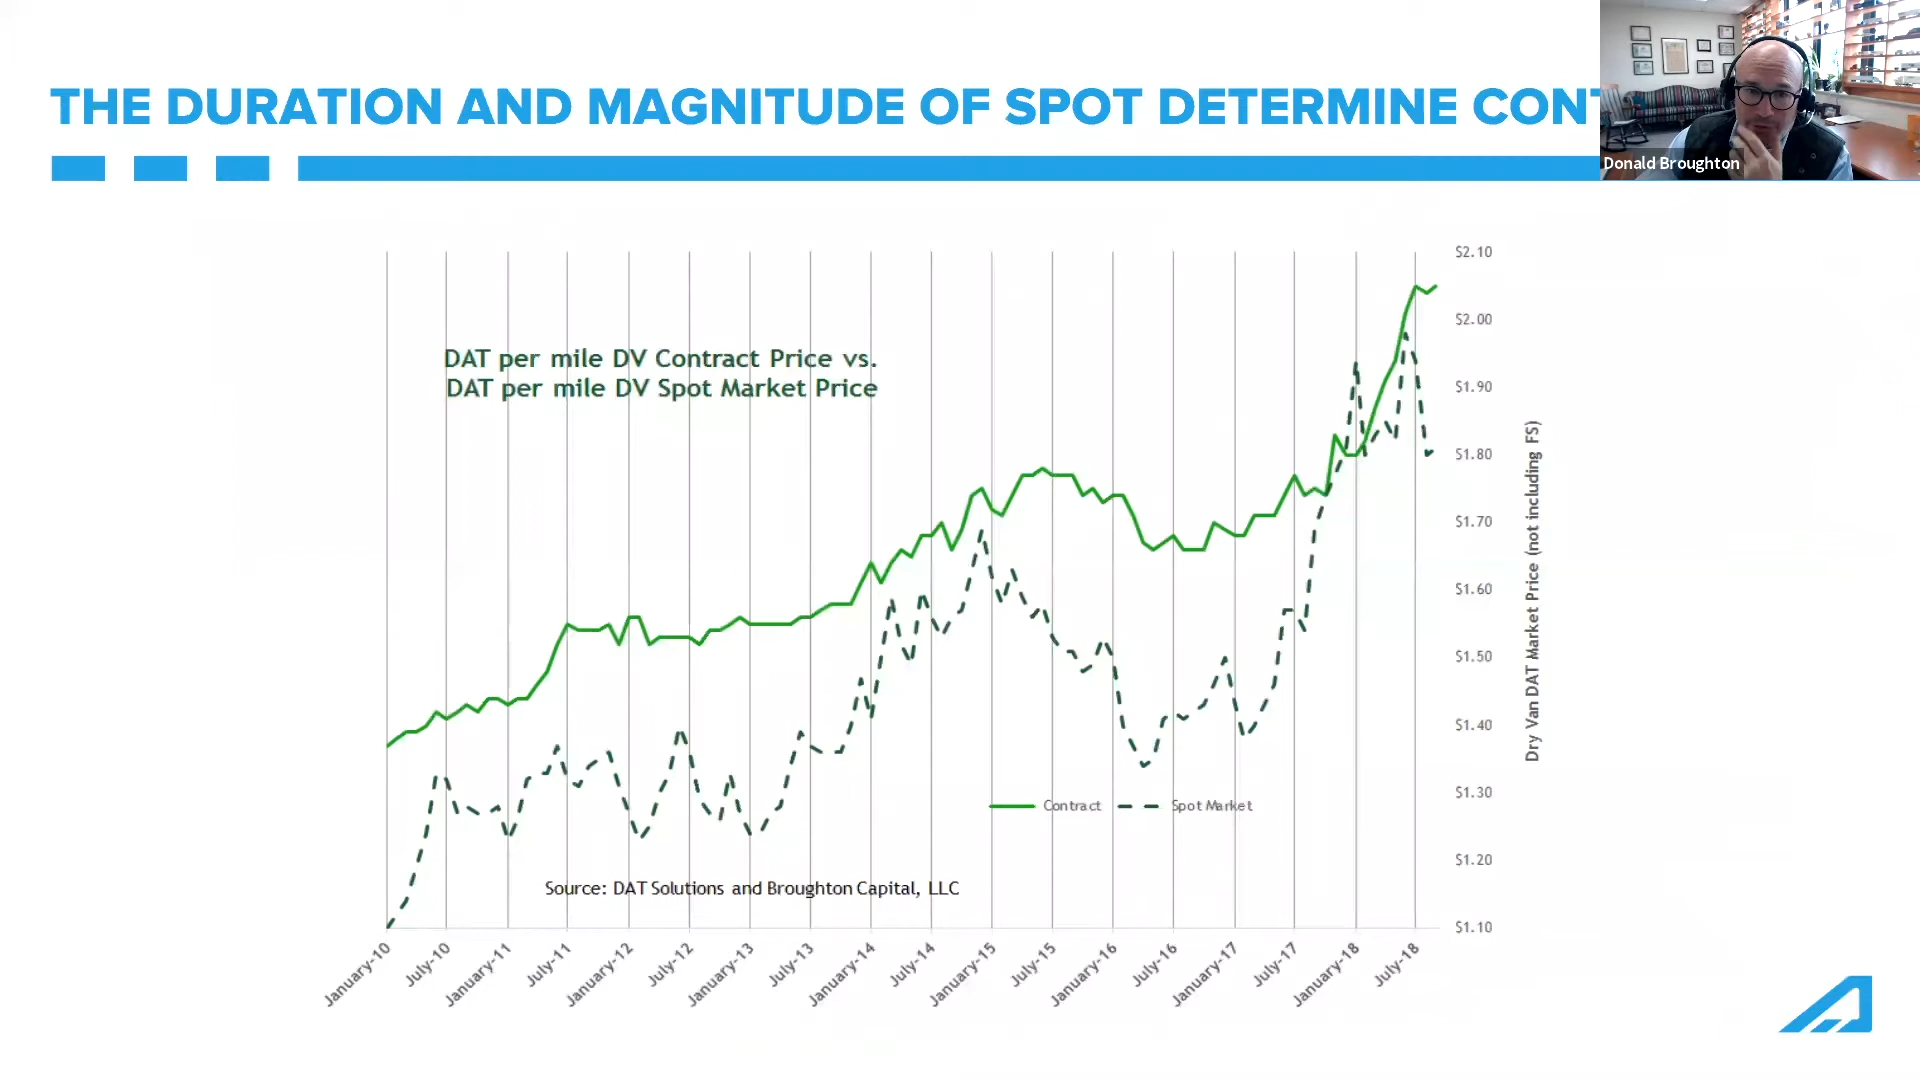 THE DURATION AND MAGNITUDE OF SPOT DETERMINE CON
Donald Broughton
DAT per mile DV Contract Price vs.
DAT per mile DV Spot Market Price
$2.10
$2.00
$1.90
$1.80
$1.70
$1.60
$1.50
$1.40
$1.30
$1.20
$1.10
Dry Van DAT Market Price (not including FS)
Contract
Spot Market
Source: DAT Solutions and Broughton Capital, LLC
January-10
July-10
January-11
July-11
January-12
July-12
January-13
July-13
January-14
July-14
January-15
July-15
January-16
July-16
January-17
July-17
January-18
July-18